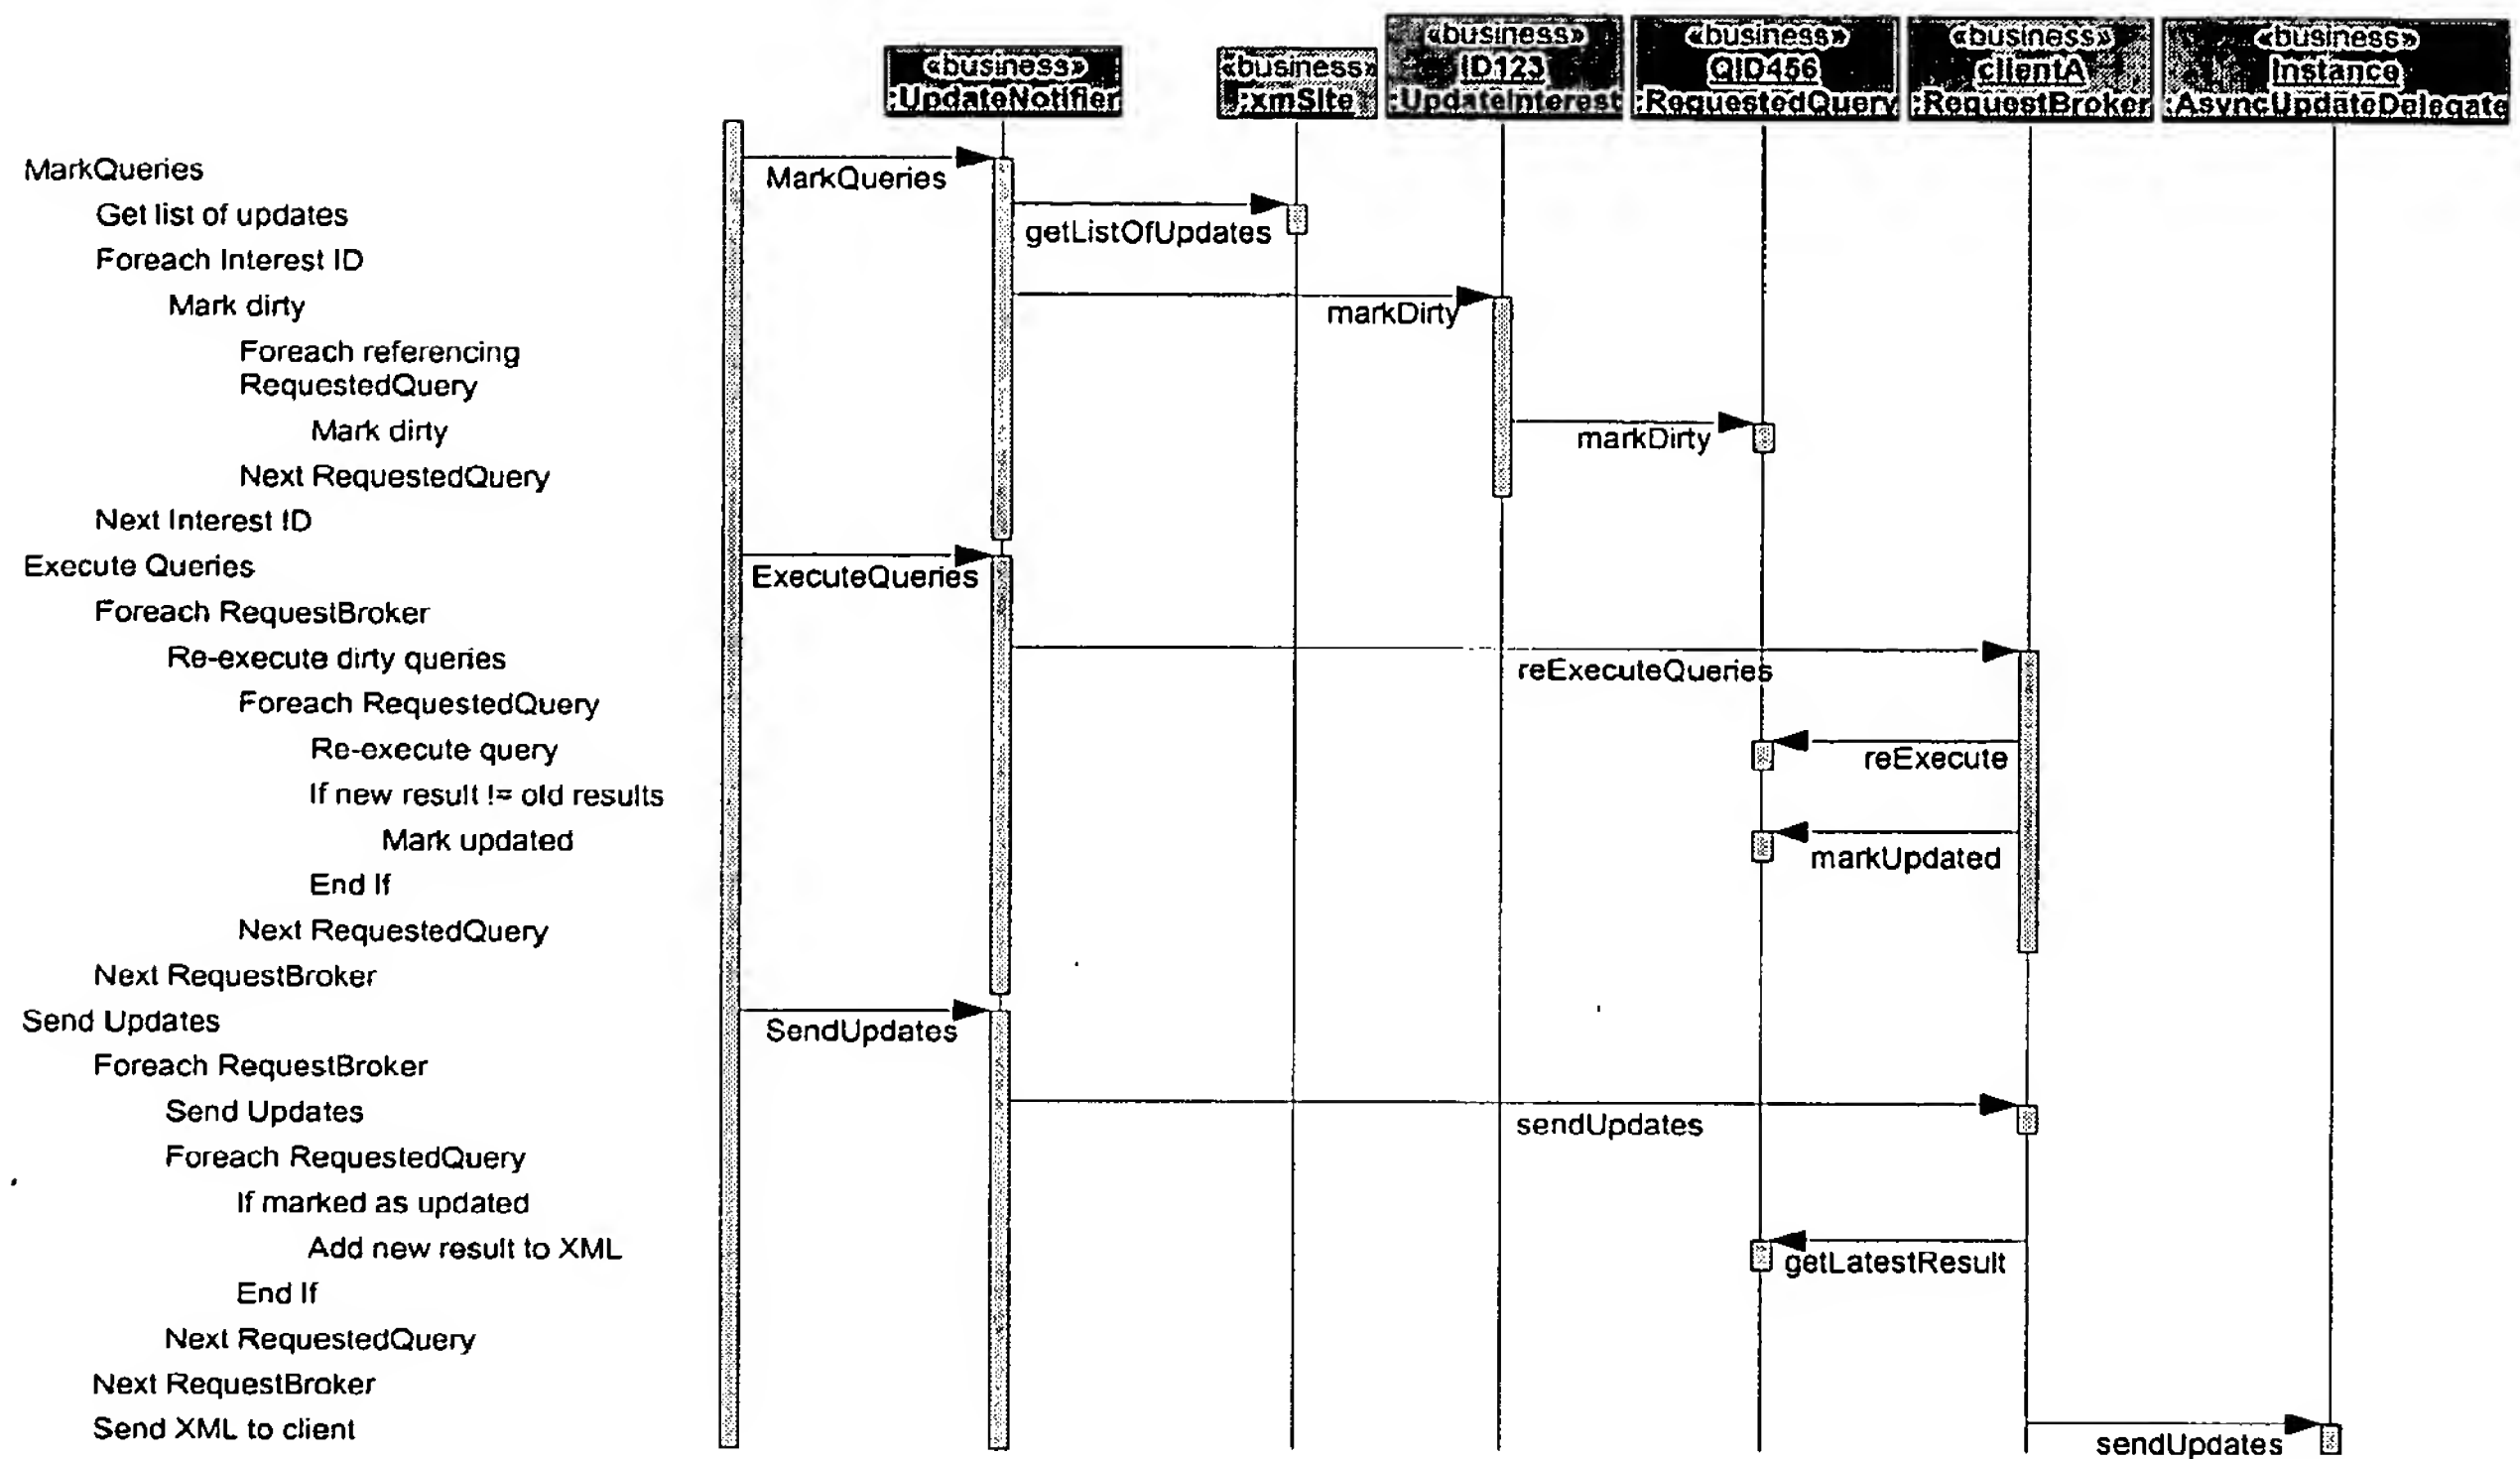 «business»
:UpdateNotifier
«business»
:xmSite
«business»
ID123
:UpdateInterest
«business»
QID456
:RequestedQuery
«business»
clientA
:RequestBroker
«business»
Instance
:AsyncUpdateDelegate
MarkQueries
MarkQueries
Get list of updates
getListOfUpdates
Foreach Interest ID
Mark dirty
markDirty
Foreach referencing
RequestedQuery
Mark dirty
markDirty
Next RequestedQuery
Next Interest ID
Execute Queries
ExecuteQueries
Foreach RequestBroker
Re-execute dirty queries
reExecuteQueries
Foreach RequestedQuery
Re-execute query
reExecute
If new result != old results
Mark updated
markUpdated
End If
Next RequestedQuery
Next RequestBroker
Send Updates
SendUpdates
Foreach RequestBroker
Send Updates
sendUpdates
Foreach RequestedQuery
If marked as updated
Add new result to XML
getLatestResult
End If
Next RequestedQuery
Next RequestBroker
Send XML to client
sendUpdates